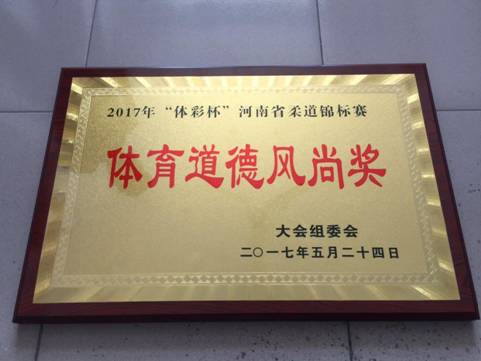 2017年“体彩杯”河南省柔道锦标赛
体育道德风尚奖
大会组委会
二〇一七年五月二十四日